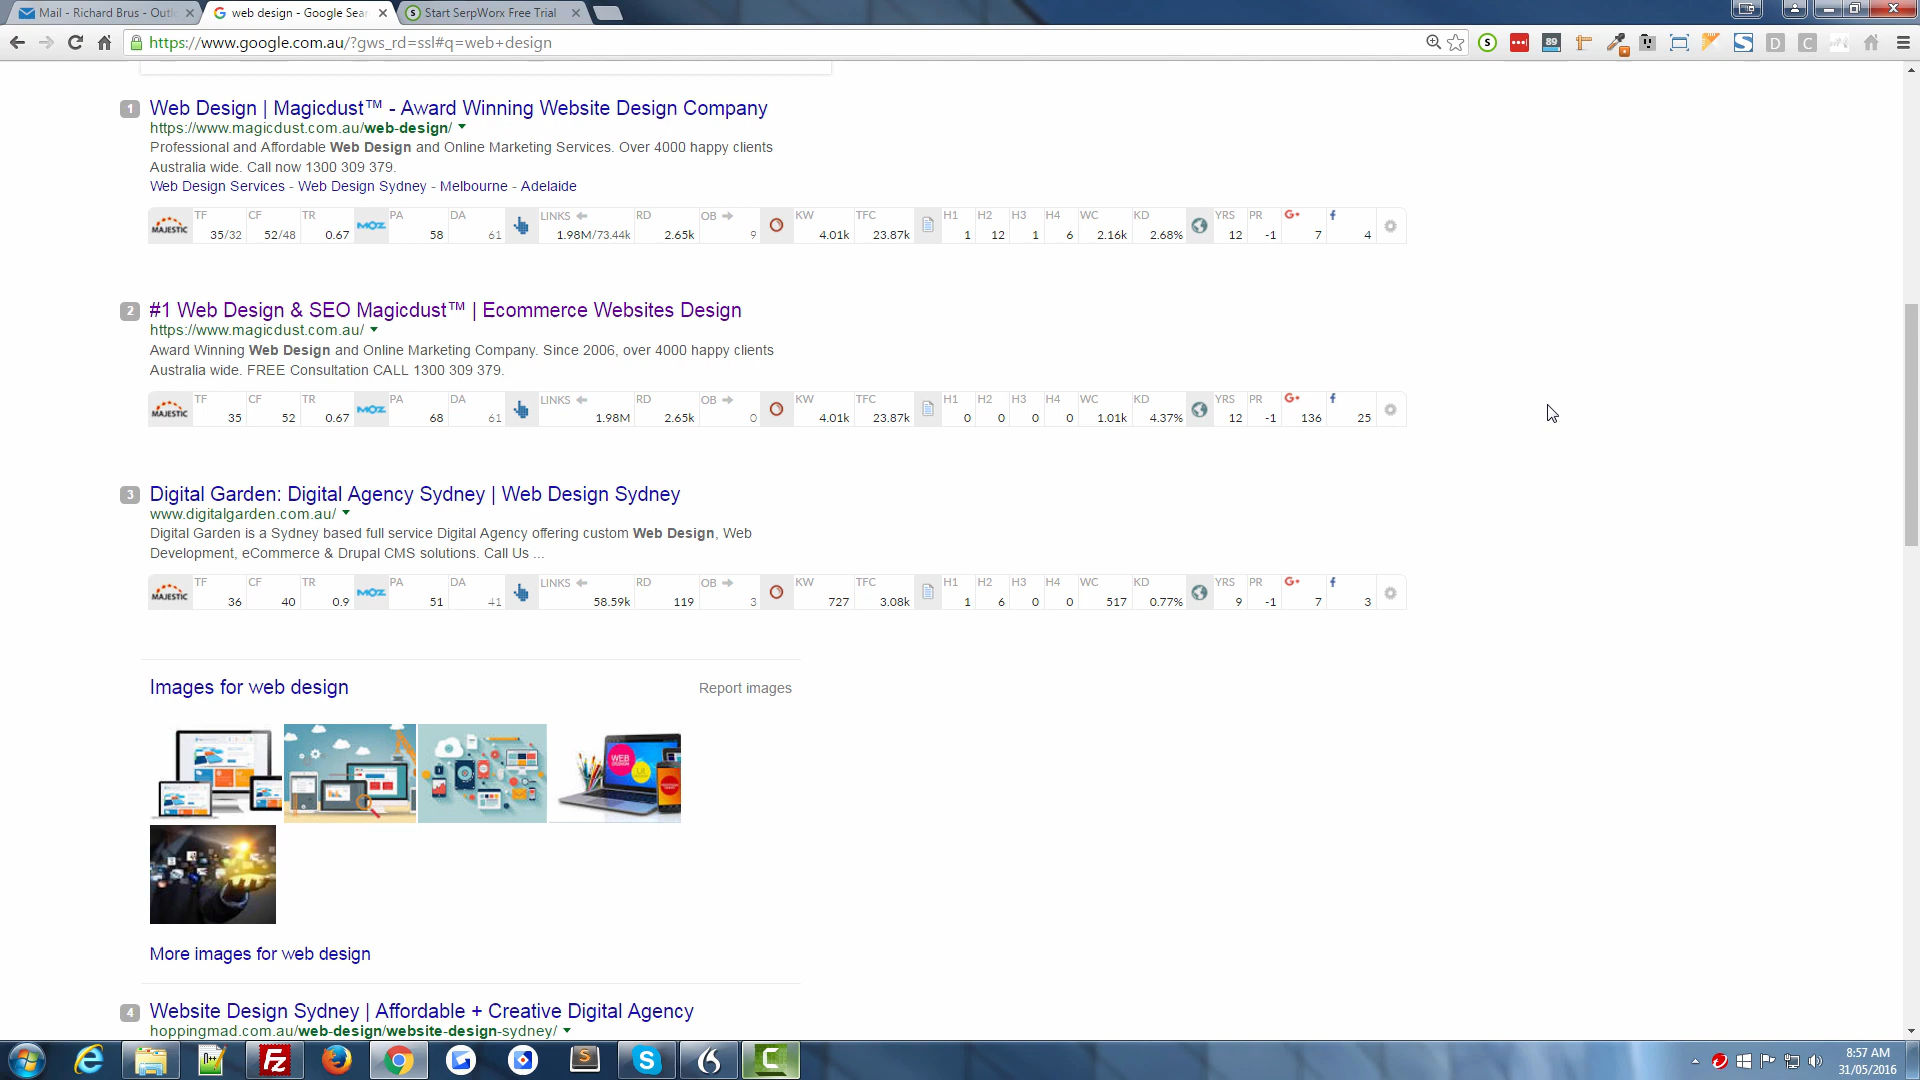 Mail - Richard Brus - Outl
web design - Google Sear
Start SerpWorx Free Trial
https://www.google.com.au/?gws_rd=ssl#q=web+design
89
1 Web Design | Magicdust™ - Award Winning Website Design Company
https://www.magicdust.com.au/web-design/
Professional and Affordable Web Design and Online Marketing Services. Over 4000 happy clients
Australia wide. Call now 1300 309 379.
Web Design Services - Web Design Sydney - Melbourne - Adelaide
MAJESTIC TF CF TR MOZ PA DA LINKS RD OB KW TFC H1 H2 H3 H4 WC KD YRS PR G+ f
35/32 52/48 0.67 58 61 1.98M/73.44k 2.65k 9 4.01k 23.87k 1 12 1 6 2.16k 2.68% 12 -1 7 4
2 #1 Web Design & SEO Magicdust™ | Ecommerce Websites Design
https://www.magicdust.com.au/
Award Winning Web Design and Online Marketing Company. Since 2006, over 4000 happy clients
Australia wide. FREE Consultation CALL 1300 309 379.
MAJESTIC TF CF TR MOZ PA DA LINKS RD OB KW TFC H1 H2 H3 H4 WC KD YRS PR G+ f
35 52 0.67 68 61 1.98M 2.65k 0 4.01k 23.87k 0 0 0 0 1.01k 4.37% 12 -1 136 25
3 Digital Garden: Digital Agency Sydney | Web Design Sydney
www.digitalgarden.com.au/
Digital Garden is a Sydney based full service Digital Agency offering custom Web Design, Web
Development, eCommerce & Drupal CMS solutions. Call Us ...
MAJESTIC TF CF TR MOZ PA DA LINKS RD OB KW TFC H1 H2 H3 H4 WC KD YRS PR G+ f
36 40 0.9 51 41 58.59k 119 3 727 3.08k 1 6 0 0 517 0.77% 9 -1 7 3
Images for web design
Report images
WEB DESIGN
More images for web design
4 Website Design Sydney | Affordable + Creative Digital Agency
hoppingmad.com.au/web-design/website-design-sydney/
8:57 AM
31/05/2016